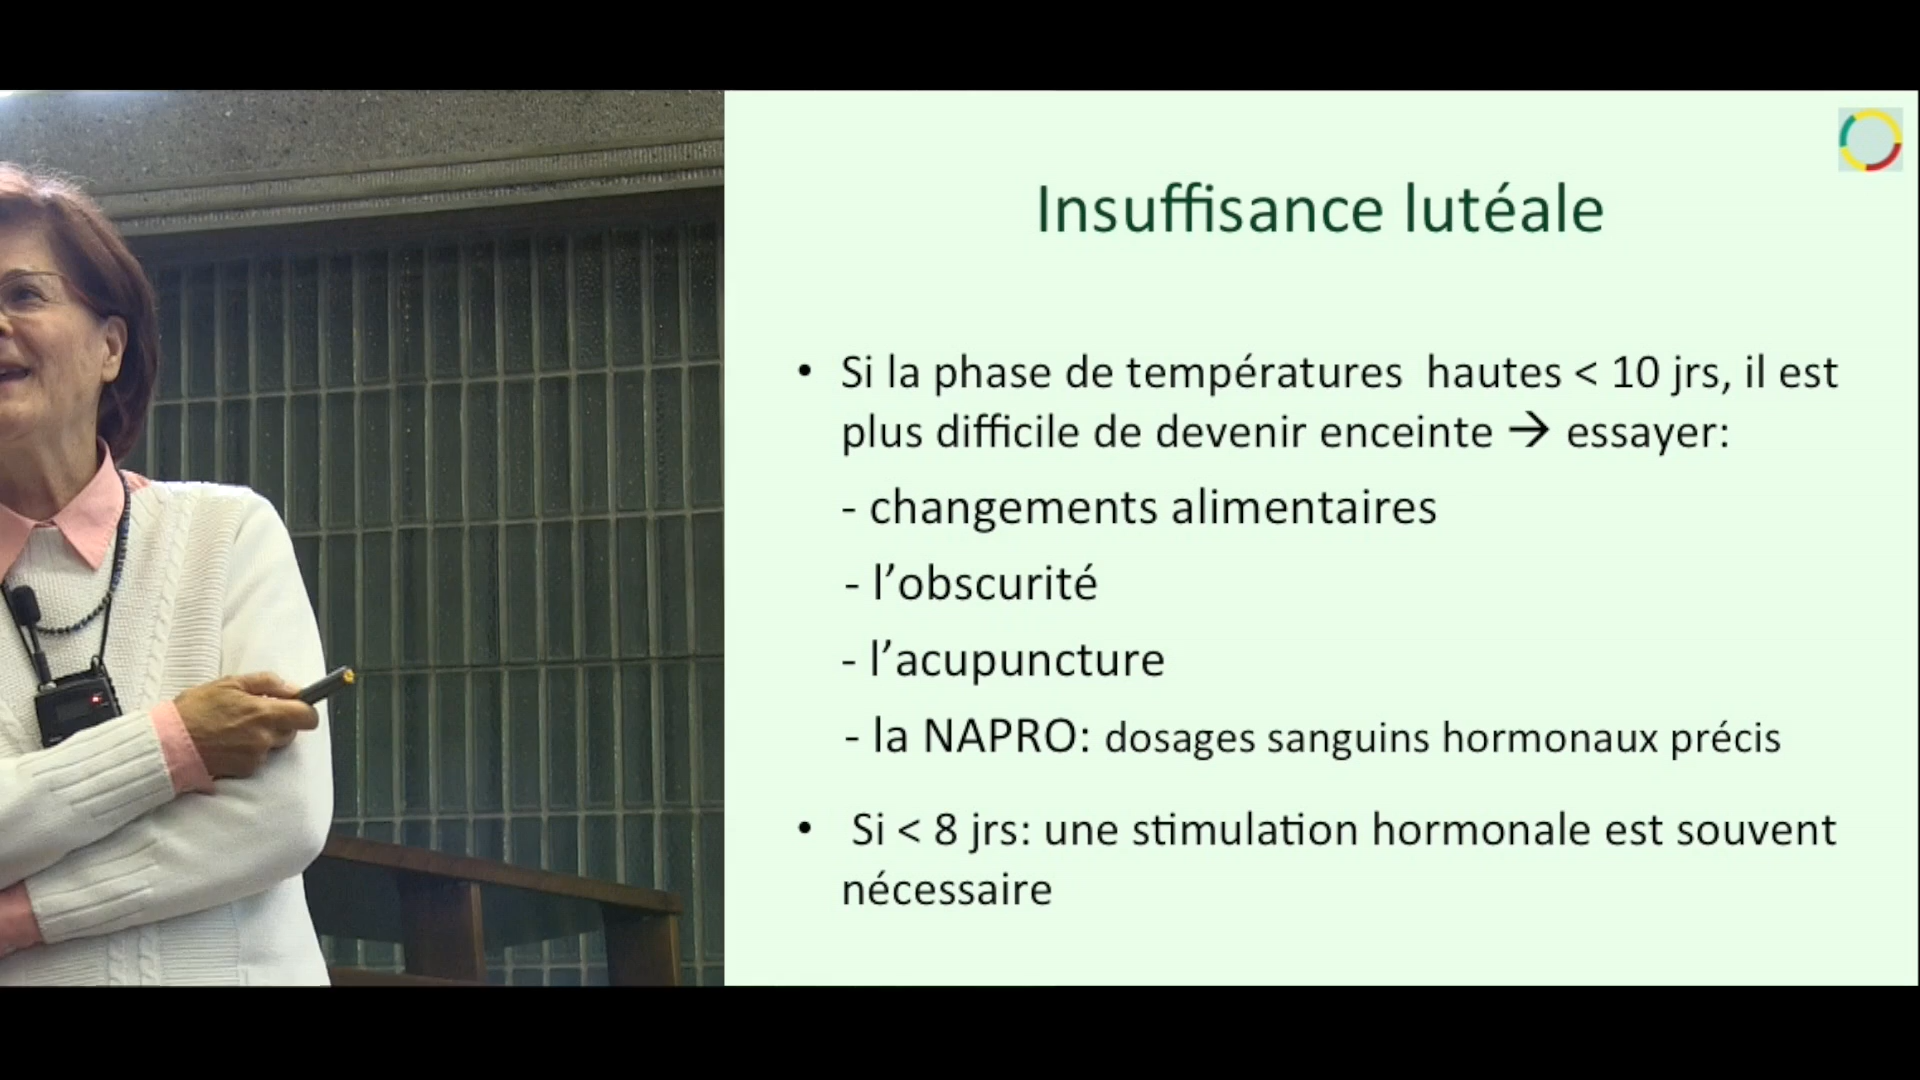 Insuffisance lutéale
• Si la phase de températures hautes < 10 jrs, il est
plus difficile de devenir enceinte → essayer:
- changements alimentaires
- l’obscurité
- l’acupuncture
- la NAPRO: dosages sanguins hormonaux précis
• Si < 8 jrs: une stimulation hormonale est souvent
nécessaire